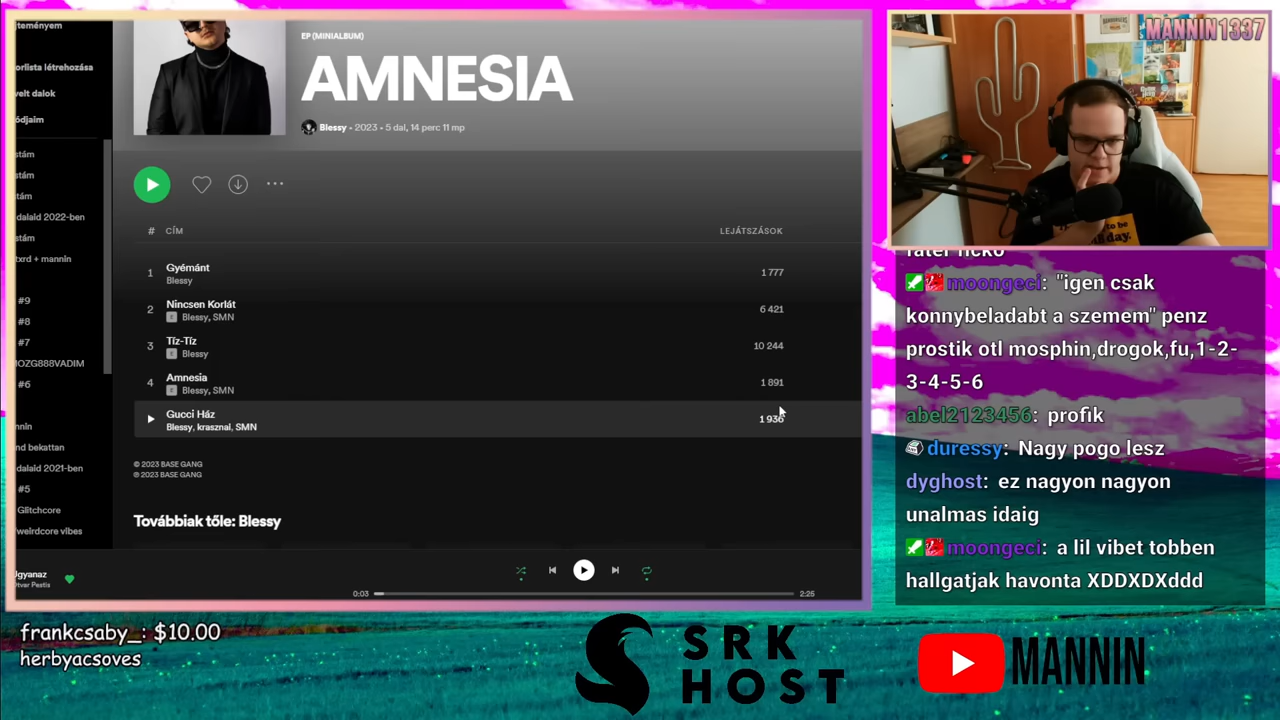 teményem
orlista létrehozása
velt dalok
ódjaim
stám
stám
tám
dalaid 2022-ben
stám
txrd + mannin
#9
#8
#7
IOZG888VADIM
#6
nnin
nd bekattan
dalaid 2021-ben
#5
Glitchcore
weirdcore vibes
EP (MINIALBUM)
AMNESIA
Blessy • 2023 • 5 dal, 14 perc 11 mp
# CÍM LEJÁTSZÁSOK
1 Gyémánt 1 777
Blessy
2 Nincsen Korlát 6 421
E Blessy, SMN
3 Tíz-Tíz 10 244
E Blessy
4 Amnesia 1 891
E Blessy, SMN
Gucci Ház 1 936
Blessy, krasznal, SMN
© 2023 BASE GANG
℗ 2023 BASE GANG
Továbbiak tőle: Blessy
Ugyanaz
Ótvar Pestis
0:03 2:25
MANNIN1337
moongeci: "igen csak
konnybeladabt a szemem" penz
prostik otl mosphin,drogok,fu,1-2-
3-4-5-6
abel2123456: profik
duressy: Nagy pogo lesz
dyghost: ez nagyon nagyon
unalmas idaig
moongeci: a lil vibet tobben
hallgatjak havonta XDDXDXddd
frankcsaby_: $10.00
herbyacsoves
SRK
HOST
MANNIN